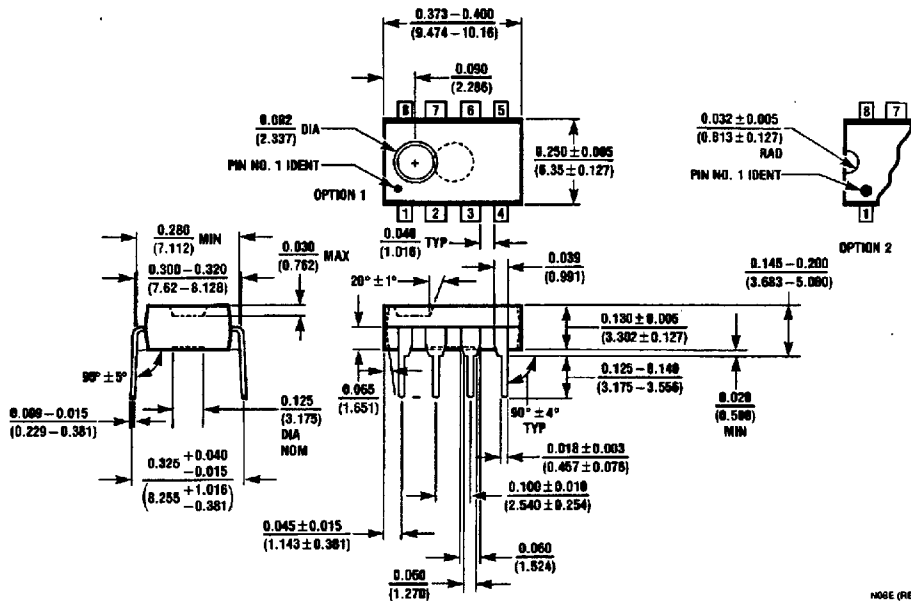 0.373 – 0.400
(9.474 – 10.16)
0.090
(2.286)
8 7 6 5
0.092 DIA
(2.337)
PIN NO. 1 IDENT
OPTION 1
0.250 ± 0.005
(6.35 ± 0.127)
1 2 3 4
0.032 ± 0.005
(0.813 ± 0.127)
RAD
PIN NO. 1 IDENT
8 7
1
OPTION 2
0.280 MIN
(7.112)
0.300 – 0.320
(7.62 – 8.128)
0.030 MAX
(0.762)
0.040 TYP
(1.016)
0.039
(0.991)
20° ±1°
0.145 – 0.200
(3.683 – 5.080)
0.130 ± 0.005
(3.302 ± 0.127)
0.125 – 0.140
(3.175 – 3.556)
0.020
(0.508)
MIN
95° ±5°
0.009 – 0.015
(0.229 – 0.381)
0.125
(3.175)
DIA
NOM
0.065
(1.651)
90° ±4°
TYP
0.018 ± 0.003
(0.457 ± 0.076)
0.325 +0.040
–0.015
(8.255 +1.016
–0.381)
0.100 ± 0.010
(2.540 ± 0.254)
0.045 ± 0.015
(1.143 ± 0.381)
0.060
(1.524)
0.050
(1.270)
N08E (RE